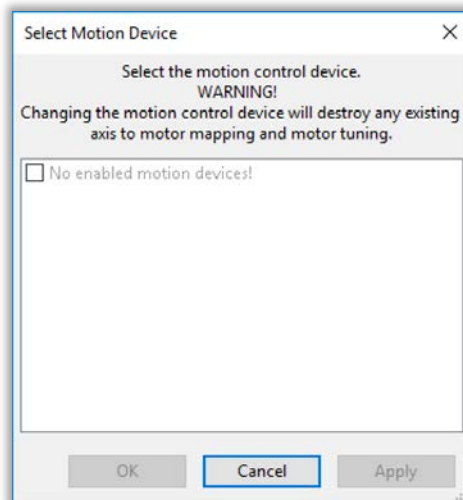 Select Motion Device
Select the motion control device.
WARNING!
Changing the motion control device will destroy any existing
axis to motor mapping and motor tuning.
No enabled motion devices!
OK
Cancel
Apply